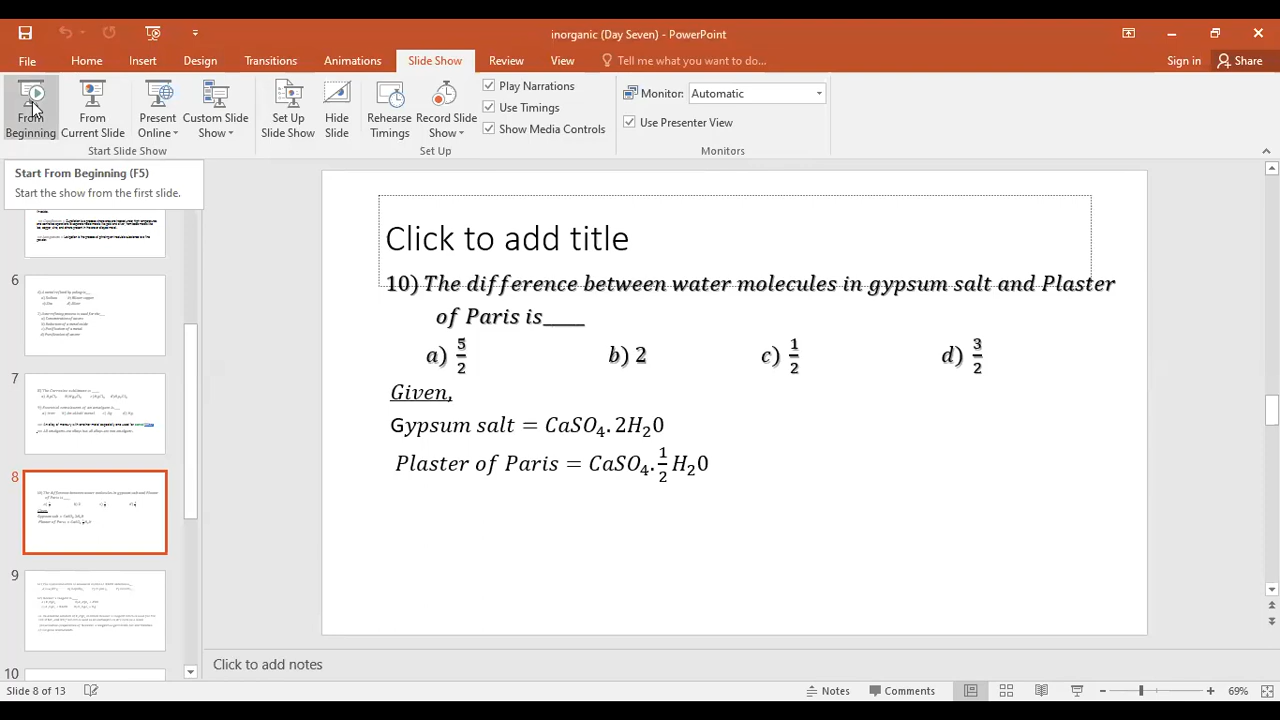 inorganic (Day Seven) - PowerPoint
File Home Insert Design Transitions Animations Slide Show Review View Tell me what you want to do... Sign in Share
From Beginning
From Current Slide
Present Online
Custom Slide Show
Set Up Slide Show
Hide Slide
Rehearse Timings
Record Slide Show
Play Narrations
Use Timings
Show Media Controls
Monitor: Automatic
Use Presenter View
Start Slide Show
Set Up
Monitors
Start From Beginning (F5)
Start the show from the first slide.
6
7
8
9
10
Click to add title
10) The difference between water molecules in gypsum salt and Plaster
of Paris is____
a) 5/2 b) 2 c) 1/2 d) 3/2
Given,
Gypsum salt = CaSO₄.2H₂0
Plaster of Paris = CaSO₄.1/2 H₂0
Click to add notes
Slide 8 of 13 Notes Comments 69%